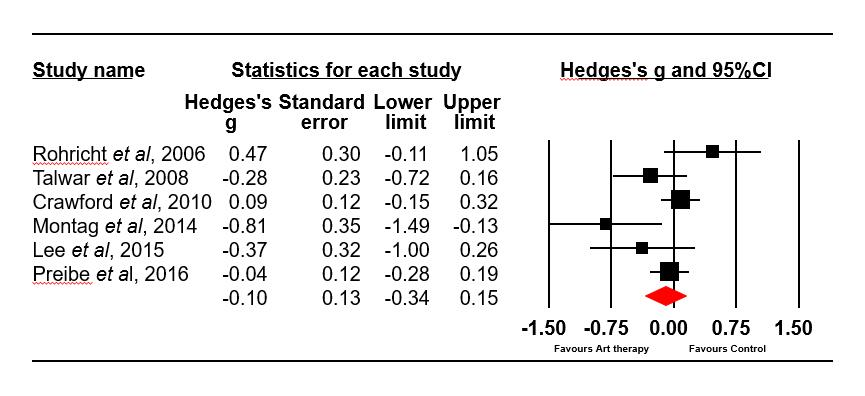 Study name Statistics for each study Hedges's g and 95%CI
Hedges's Standard Lower Upper
g error limit limit
Rohricht et al, 2006 0.47 0.30 -0.11 1.05
Talwar et al, 2008 -0.28 0.23 -0.72 0.16
Crawford et al, 2010 0.09 0.12 -0.15 0.32
Montag et al, 2014 -0.81 0.35 -1.49 -0.13
Lee et al, 2015 -0.37 0.32 -1.00 0.26
Preibe et al, 2016 -0.04 0.12 -0.28 0.19
-0.10 0.13 -0.34 0.15
-1.50 -0.75 0.00 0.75 1.50
Favours Art therapy Favours Control